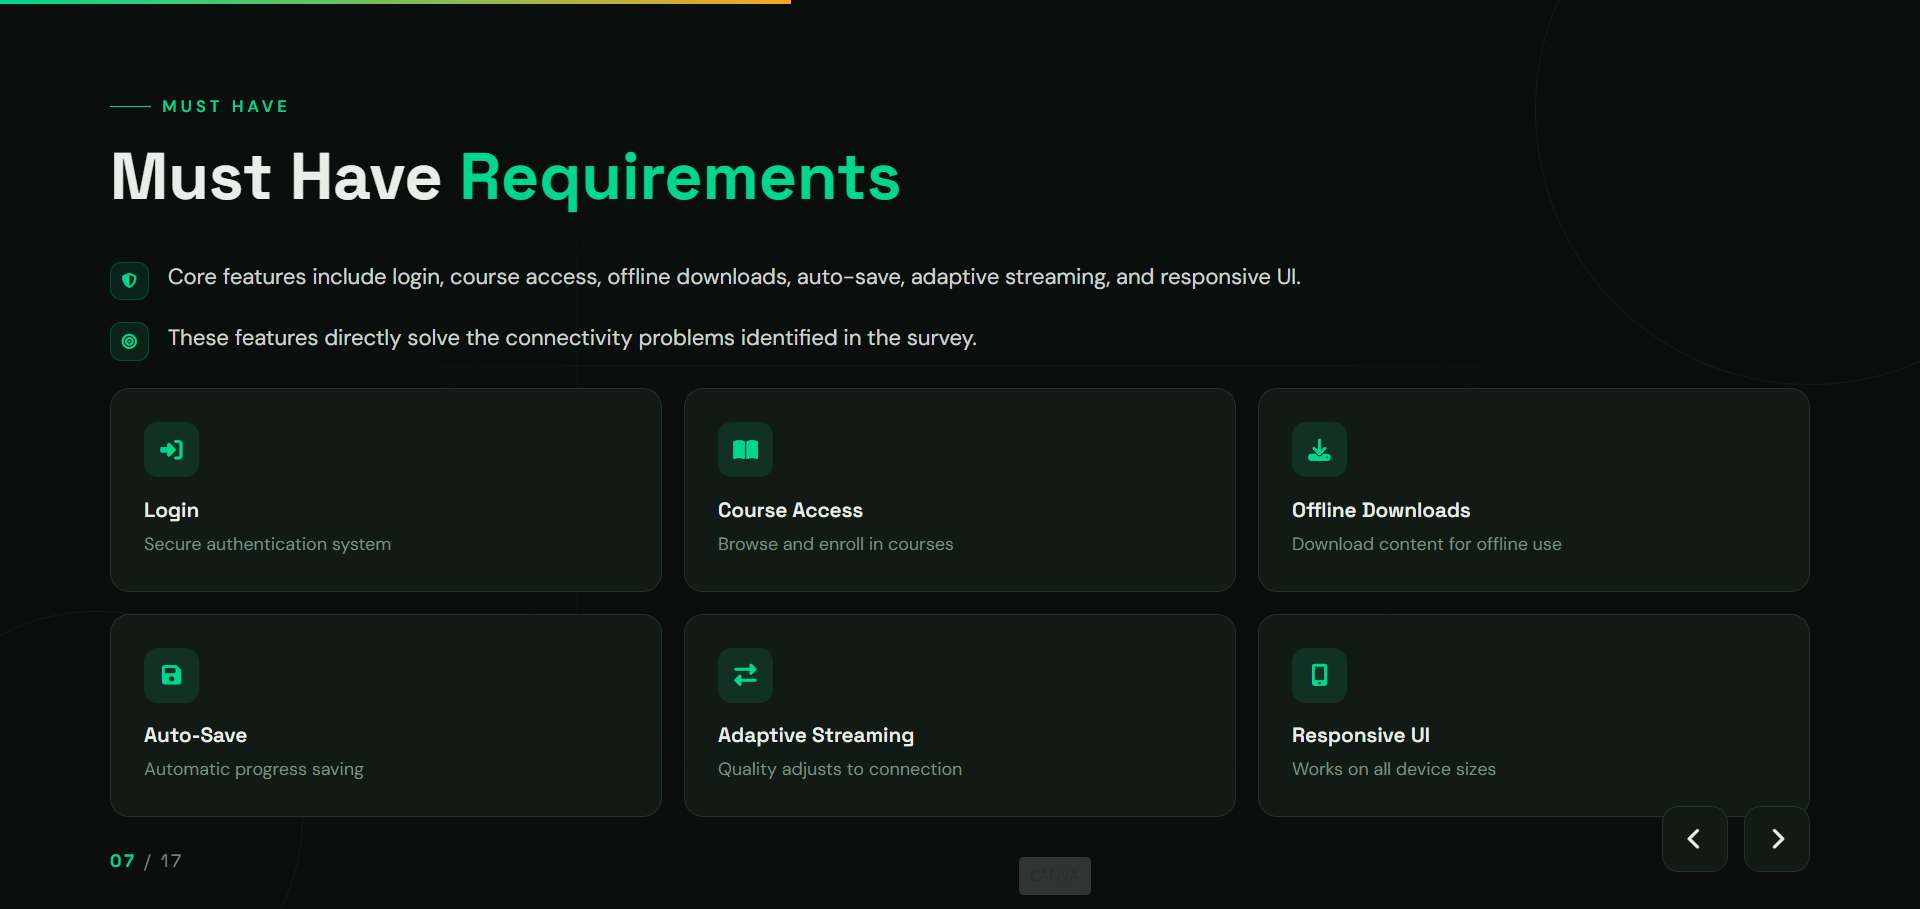 MUST HAVE
Must Have Requirements
Core features include login, course access, offline downloads, auto-save, adaptive streaming, and responsive UI.
These features directly solve the connectivity problems identified in the survey.
Login
Secure authentication system
Course Access
Browse and enroll in courses
Offline Downloads
Download content for offline use
Auto-Save
Automatic progress saving
Adaptive Streaming
Quality adjusts to connection
Responsive UI
Works on all device sizes
07 / 17
CANVA